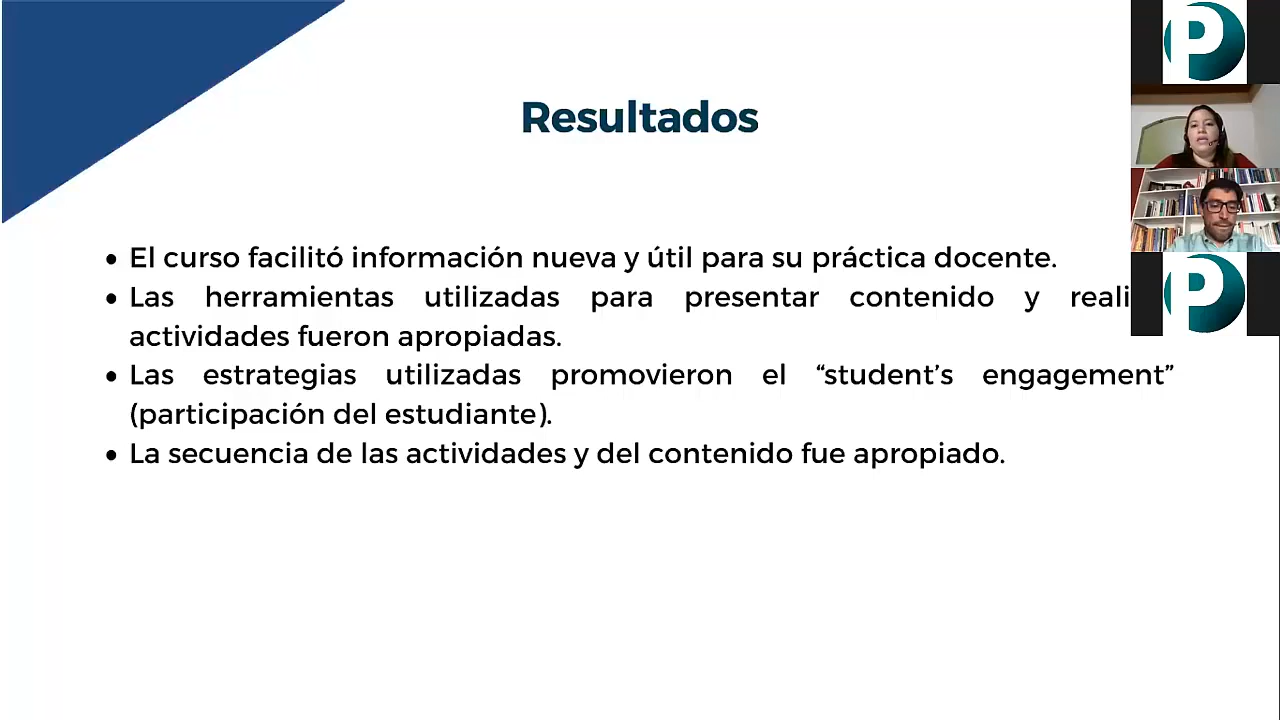 Resultados
• El curso facilitó información nueva y útil para su práctica docente.
• Las herramientas utilizadas para presentar contenido y reali
actividades fueron apropiadas.
• Las estrategias utilizadas promovieron el “student’s engagement”
(participación del estudiante).
• La secuencia de las actividades y del contenido fue apropiado.
P
P